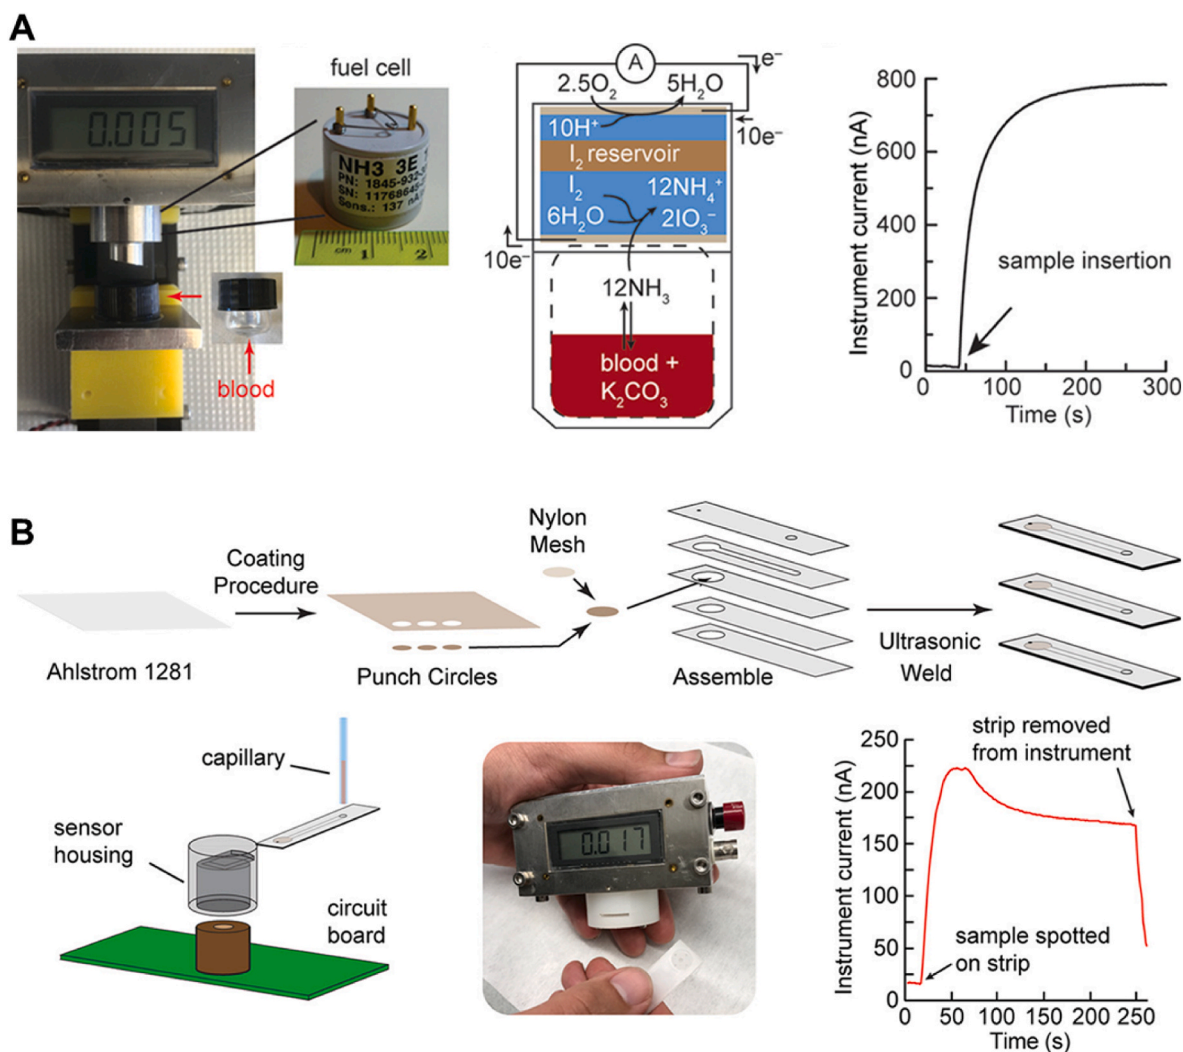 A
0.005
fuel cell
NH3 3E
PN: 1845-932-3
SN: 11768645-
Sens.: 137 nA
cm 1 2
blood
A
e⁻
2.5O₂ 5H₂O
10H⁺
10e⁻
I₂ reservoir
I₂ 12NH₄⁺
6H₂O 2IO₃⁻
10e⁻
12NH₃
blood +
K₂CO₃
Instrument current (nA)
800
600
400
200
0
sample insertion
0 100 200 300
Time (s)
B
Coating
Procedure
Nylon
Mesh
Ahlstrom 1281
Punch Circles
Assemble
Ultrasonic
Weld
capillary
sensor
housing
circuit
board
0.017
Instrument current (nA)
250
200
150
100
50
0
strip removed
from instrument
sample spotted
on strip
0 50 100 150 200 250
Time (s)